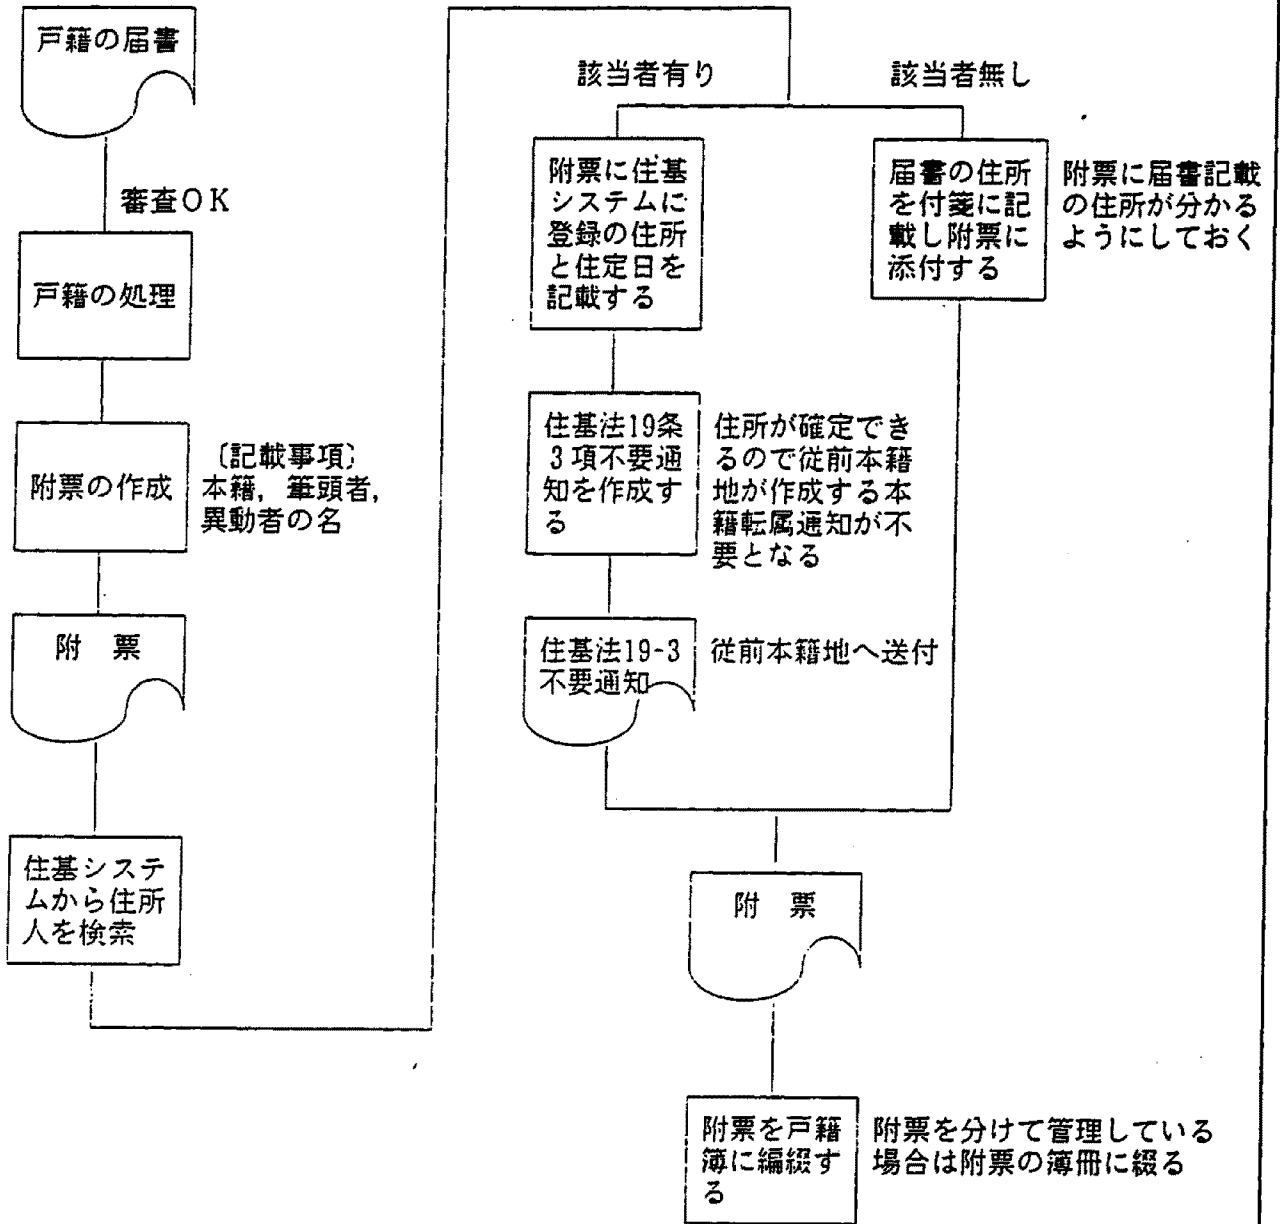 戸籍の届書
審査OK
戸籍の処理
附票の作成
〔記載事項〕
本籍，筆頭者，
異動者の名
附　票
住基システ
ムから住所
人を検索
該当者有り
該当者無し
附票に住基
システムに
登録の住所
と住定日を
記載する
届書の住所
を付箋に記
載し附票に
添付する
附票に届書記載
の住所が分かる
ようにしておく
住基法19条
3項不要通
知を作成す
る
住所が確定でき
るので従前本籍
地が作成する本
籍転属通知が不
要となる
住基法19-3
不要通知
従前本籍地へ送付
附　票
附票を戸籍
簿に編綴す
る
附票を分けて管理している
場合は附票の簿冊に綴る